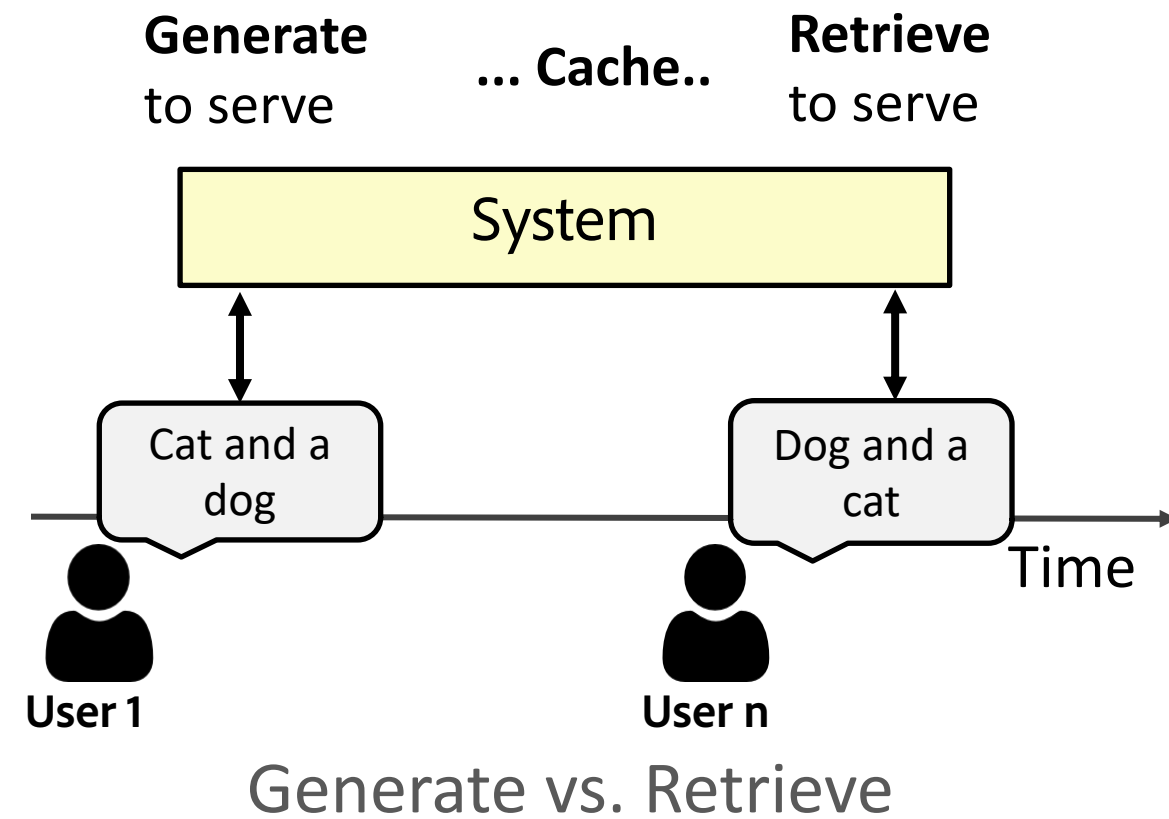 Generate
to serve
... Cache..
Retrieve
to serve
System
Cat and a
dog
Dog and a
cat
Time
User 1
User n
Generate vs. Retrieve